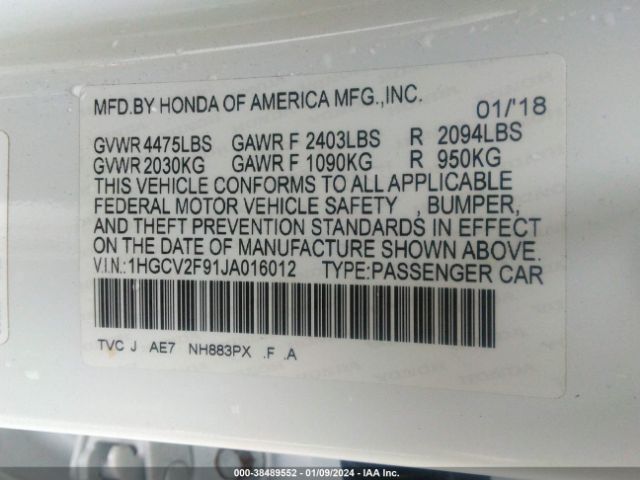 MFD.BY HONDA OF AMERICA MFG.,INC. 01/'18
GVWR 4475LBS GAWR F 2403LBS R 2094LBS
GVWR 2030KG GAWR F 1090KG R 950KG
THIS VEHICLE CONFORMS TO ALL APPLICABLE
FEDERAL MOTOR VEHICLE SAFETY , BUMPER,
AND THEFT PREVENTION STANDARDS IN EFFECT
ON THE DATE OF MANUFACTURE SHOWN ABOVE.
V.I.N.:1HGCV2F91JA016012 TYPE:PASSENGER CAR
TVC J AE7 NH883PX .F .A
000-38489552 - 01/09/2024 - IAA Inc.